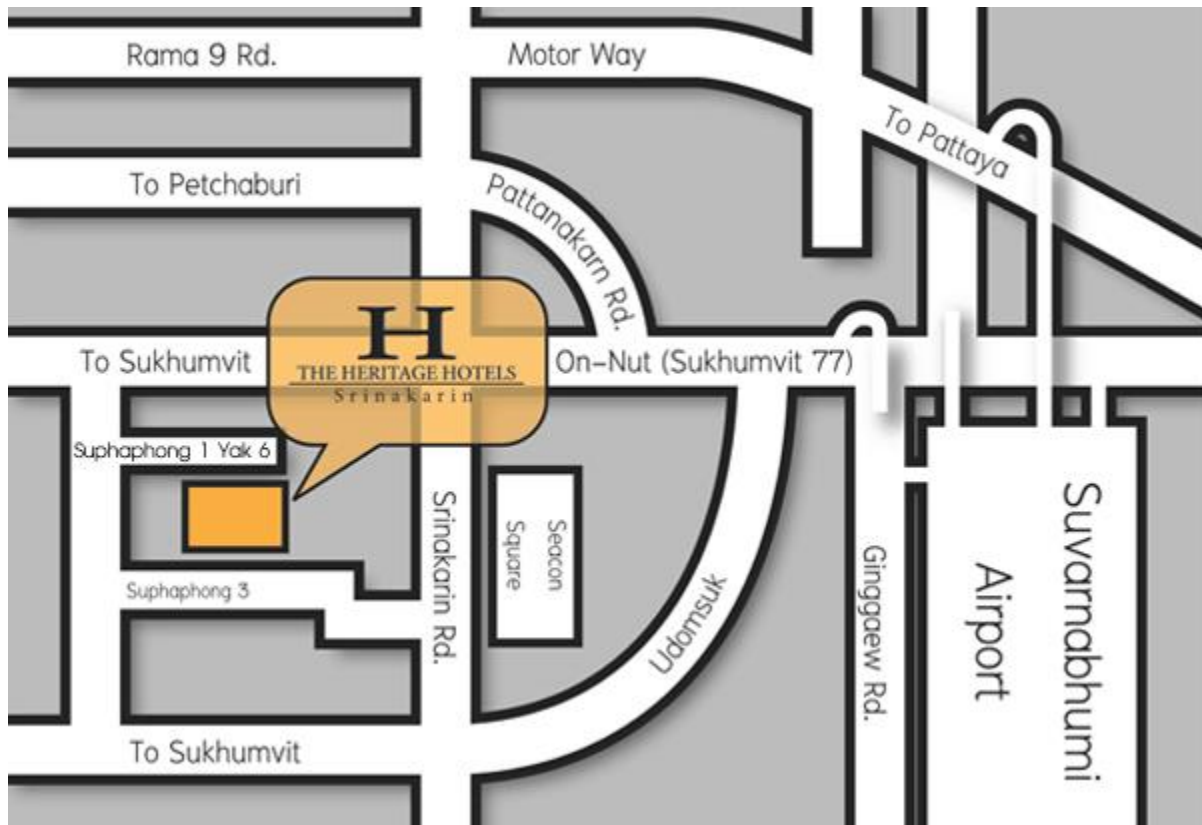 Rama 9 Rd.
Motor Way
To Pattaya
To Petchaburi
Pattanakarn Rd.
H
THE HERITAGE HOTELS
Srinakarin
To Sukhumvit
On-Nut (Sukhumvit 77)
Suphaphong 1 Yak 6
Suphaphong 3
Srinakarin Rd.
Seacon
Square
Udomsuk
Ginggaew Rd.
Suvarnabhumi
Airport
To Sukhumvit